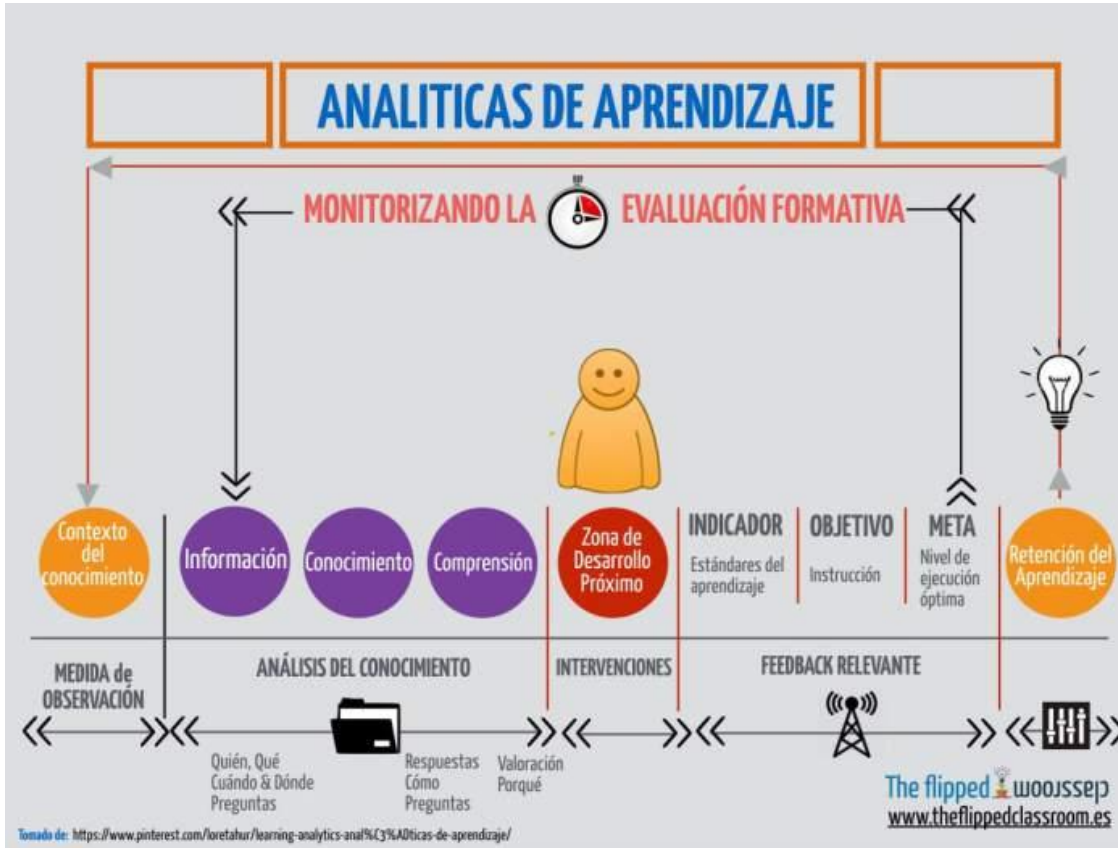 ANALITICAS DE APRENDIZAJE
MONITORIZANDO LA EVALUACIÓN FORMATIVA
Contexto
del
conocimiento
Información
Conocimiento
Comprensión
Zona de
Desarrollo
Próximo
INDICADOR
Estándares del
aprendizaje
OBJETIVO
Instrucción
META
Nivel de
ejecución
óptima
Retención del
Aprendizaje
MEDIDA de
OBSERVACIÓN
ANÁLISIS DEL CONOCIMIENTO
INTERVENCIONES
FEEDBACK RELEVANTE
Quién, Qué
Cuándo & Dónde
Preguntas
Respuestas
Cómo
Preguntas
Valoración
Porqué
The flipped classroom
www.theflippedclassroom.es
Tomado de: https://www.pinterest.com/loretahur/learning-analytics-anal%C3%ADticas-de-aprendizaje/